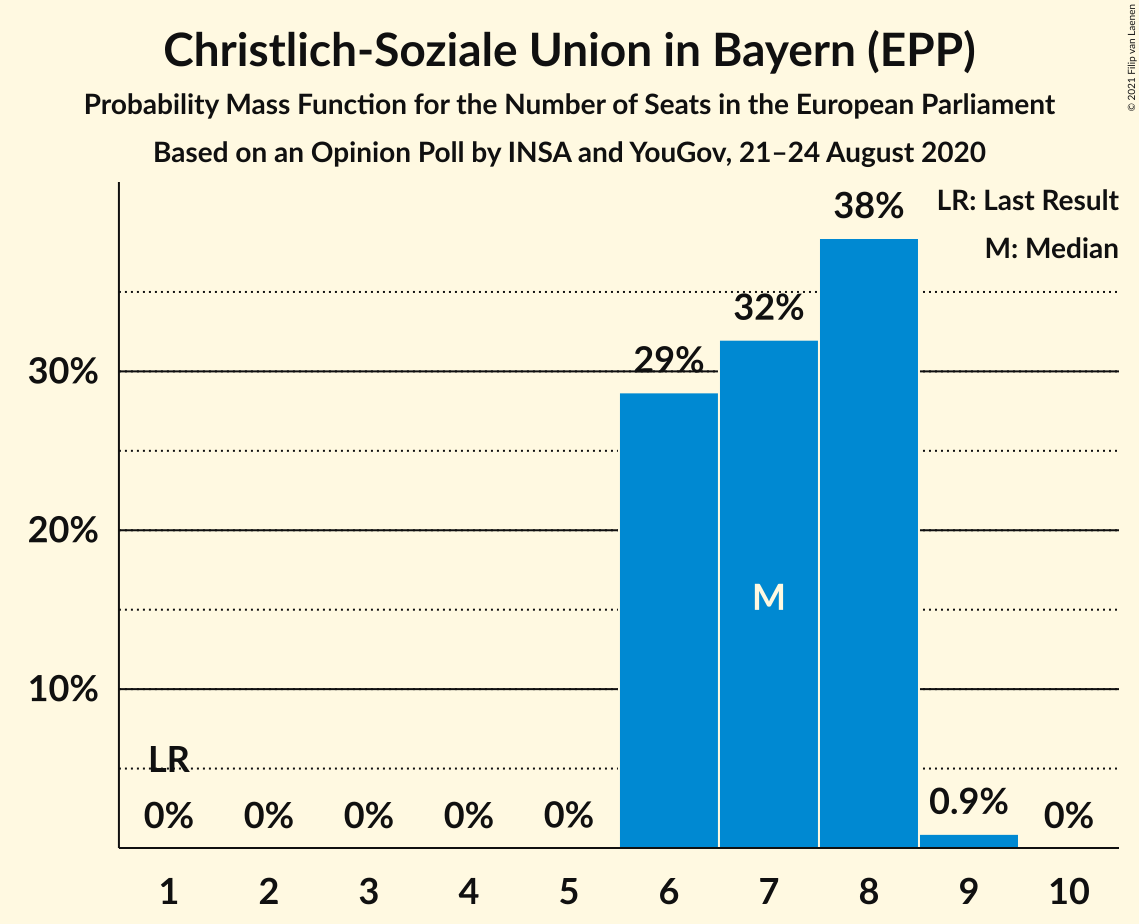 Christlich-Soziale Union in Bayern (EPP)
Probability Mass Function for the Number of Seats in the European Parliament
Based on an Opinion Poll by INSA and YouGov, 21–24 August 2020
© 2021 Filip van Laenen
LR: Last Result
M: Median
38%
32%
29%
30%
20%
M
10%
LR
0% 0% 0% 0% 0% 0.9% 0%
1 2 3 4 5 6 7 8 9 10